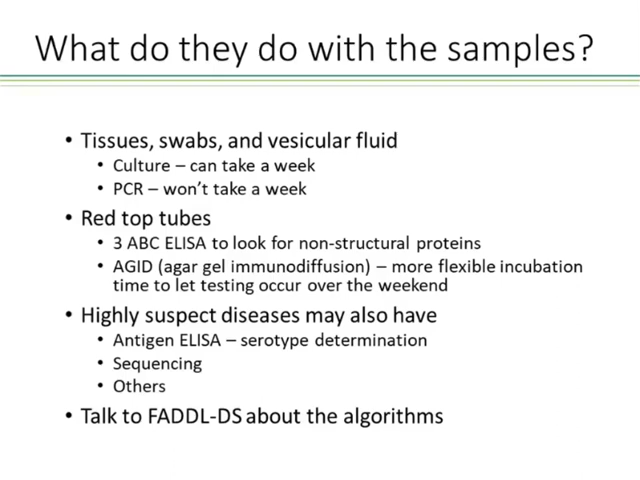 What do they do with the samples?
• Tissues, swabs, and vesicular fluid
• Culture – can take a week
• PCR – won't take a week
• Red top tubes
• 3 ABC ELISA to look for non-structural proteins
• AGID (agar gel immunodiffusion) – more flexible incubation
time to let testing occur over the weekend
• Highly suspect diseases may also have
• Antigen ELISA – serotype determination
• Sequencing
• Others
• Talk to FADDL-DS about the algorithms